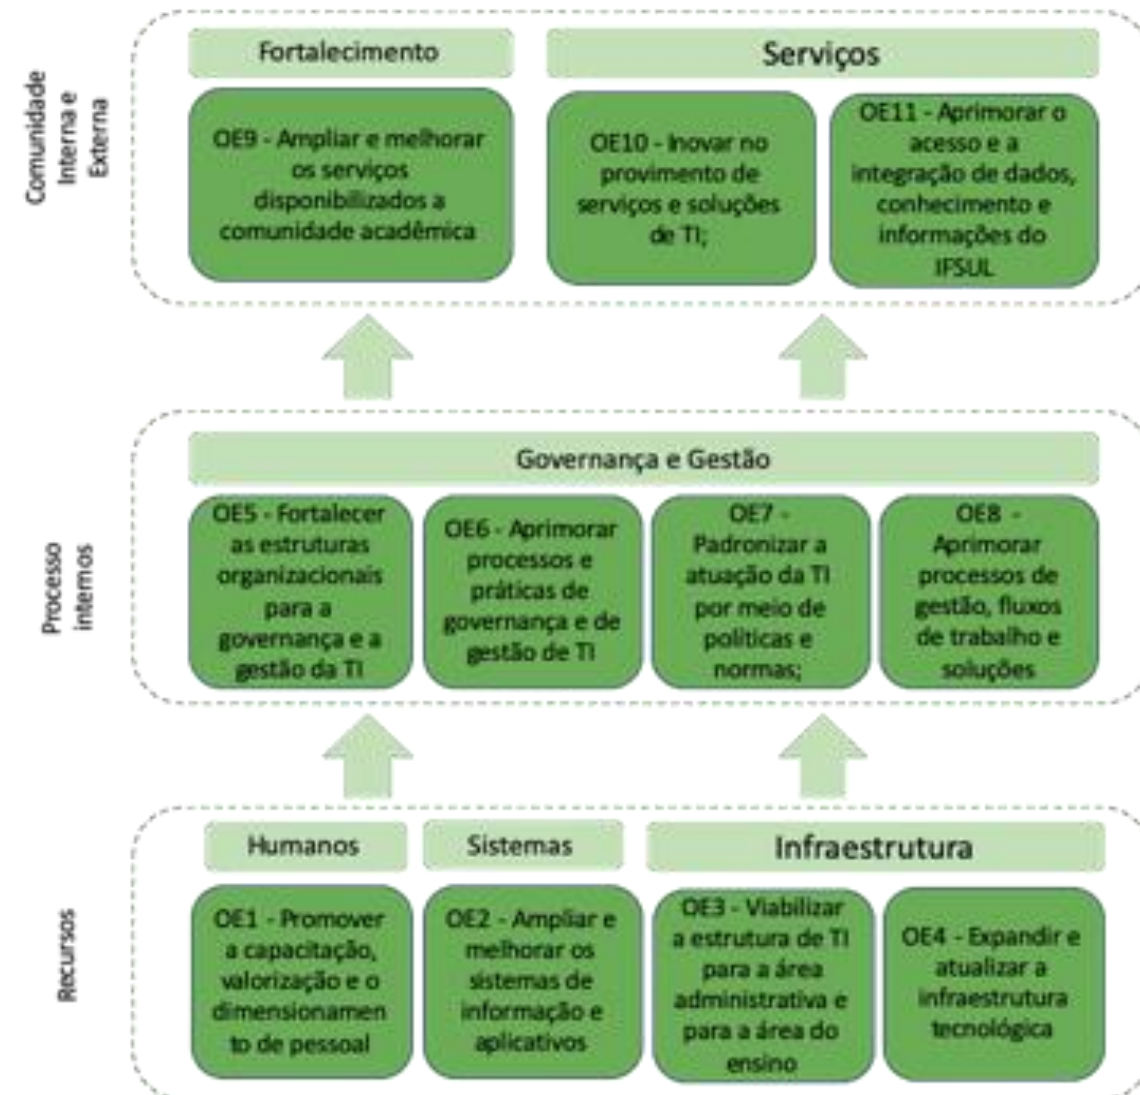 Comunidade
Interna e
Externa
Fortalecimento
Serviços
OE9 - Ampliar e melhorar
os serviços
disponibilizados a
comunidade acadêmica
OE10 - Inovar no
provimento de
serviços e soluções
de TI;
OE11 - Aprimorar o
acesso e a
integração de dados,
conhecimento e
informações do
IFSUL
Processo
internos
Governança e Gestão
OE5 - Fortalecer
as estruturas
organizacionais
para a
governança e a
gestão da TI
OE6 - Aprimorar
processos e
práticas de
governança e de
gestão de TI
OE7 -
Padronizar a
atuação da TI
por meio de
políticas e
normas;
OE8 -
Aprimorar
processos de
gestão, fluxos
de trabalho e
soluções
Recursos
Humanos
Sistemas
Infraestrutura
OE1 - Promover
a capacitação,
valorização e o
dimensionamen
to de pessoal
OE2 - Ampliar e
melhorar os
sistemas de
informação e
aplicativos
OE3 - Viabilizar
a estrutura de TI
para a área
administrativa e
para a área do
ensino
OE4 - Expandir e
atualizar a
infraestrutura
tecnológica